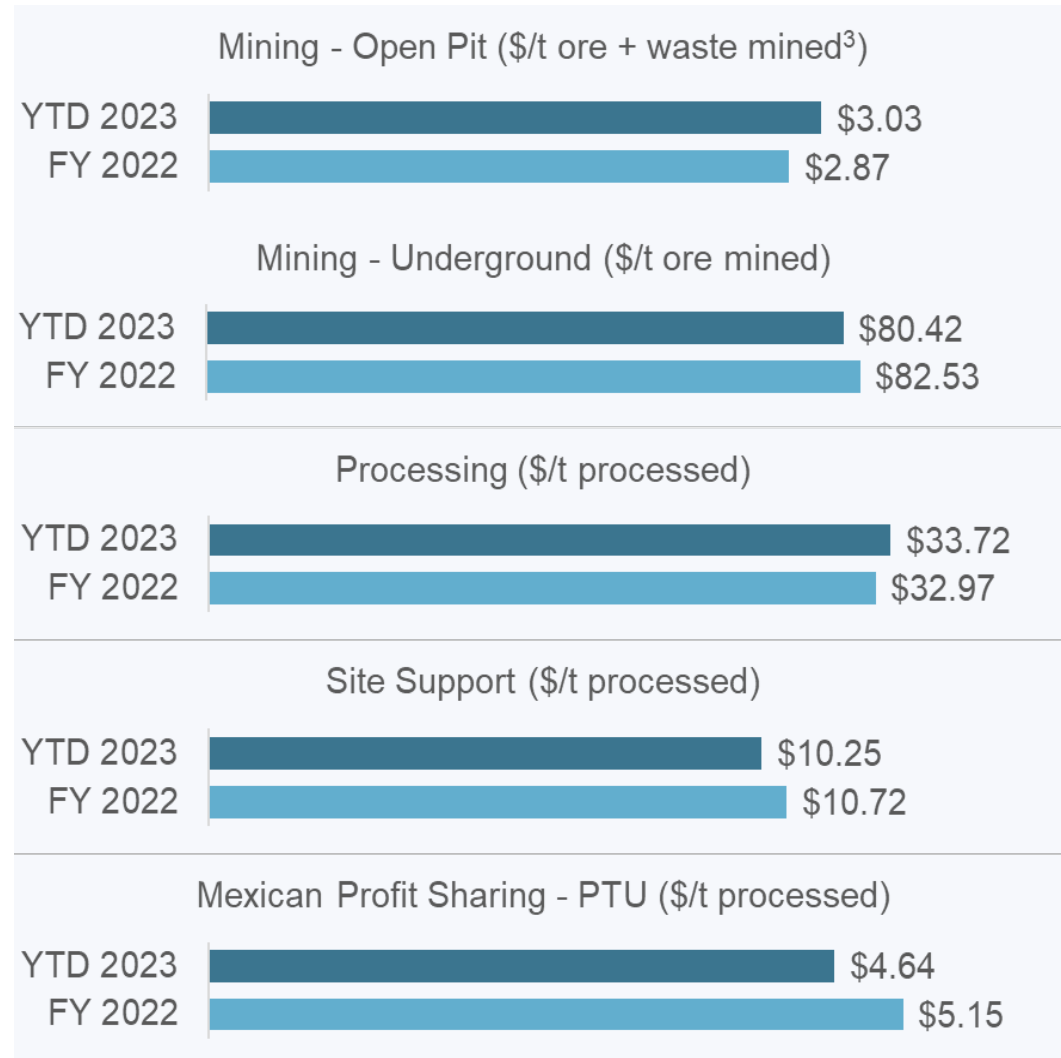 Mining - Open Pit ($/t ore + waste mined³)
YTD 2023 $3.03
FY 2022 $2.87
Mining - Underground ($/t ore mined)
YTD 2023 $80.42
FY 2022 $82.53
Processing ($/t processed)
YTD 2023 $33.72
FY 2022 $32.97
Site Support ($/t processed)
YTD 2023 $10.25
FY 2022 $10.72
Mexican Profit Sharing - PTU ($/t processed)
YTD 2023 $4.64
FY 2022 $5.15